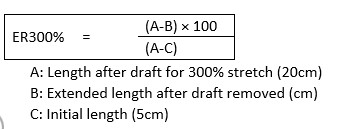 (A-B) × 100
ER300% =
(A-C)
A: Length after draft for 300% stretch (20cm)
B: Extended length after draft removed (cm)
C: Initial length (5cm)